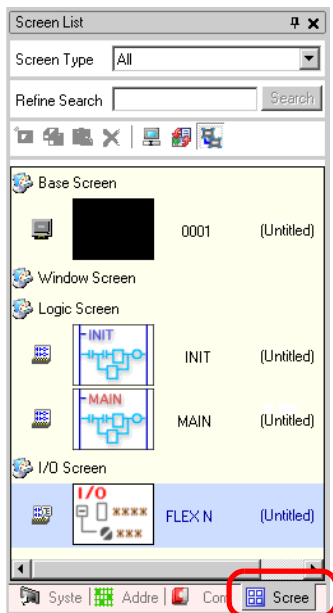 Screen List
Screen Type All
Refine Search Search
Base Screen
0001 (Untitled)
Window Screen
Logic Screen
INIT
INIT (Untitled)
MAIN
MAIN (Untitled)
I/O Screen
I/O
****
***
FLEX N (Untitled)
Syste Addre Con Scree